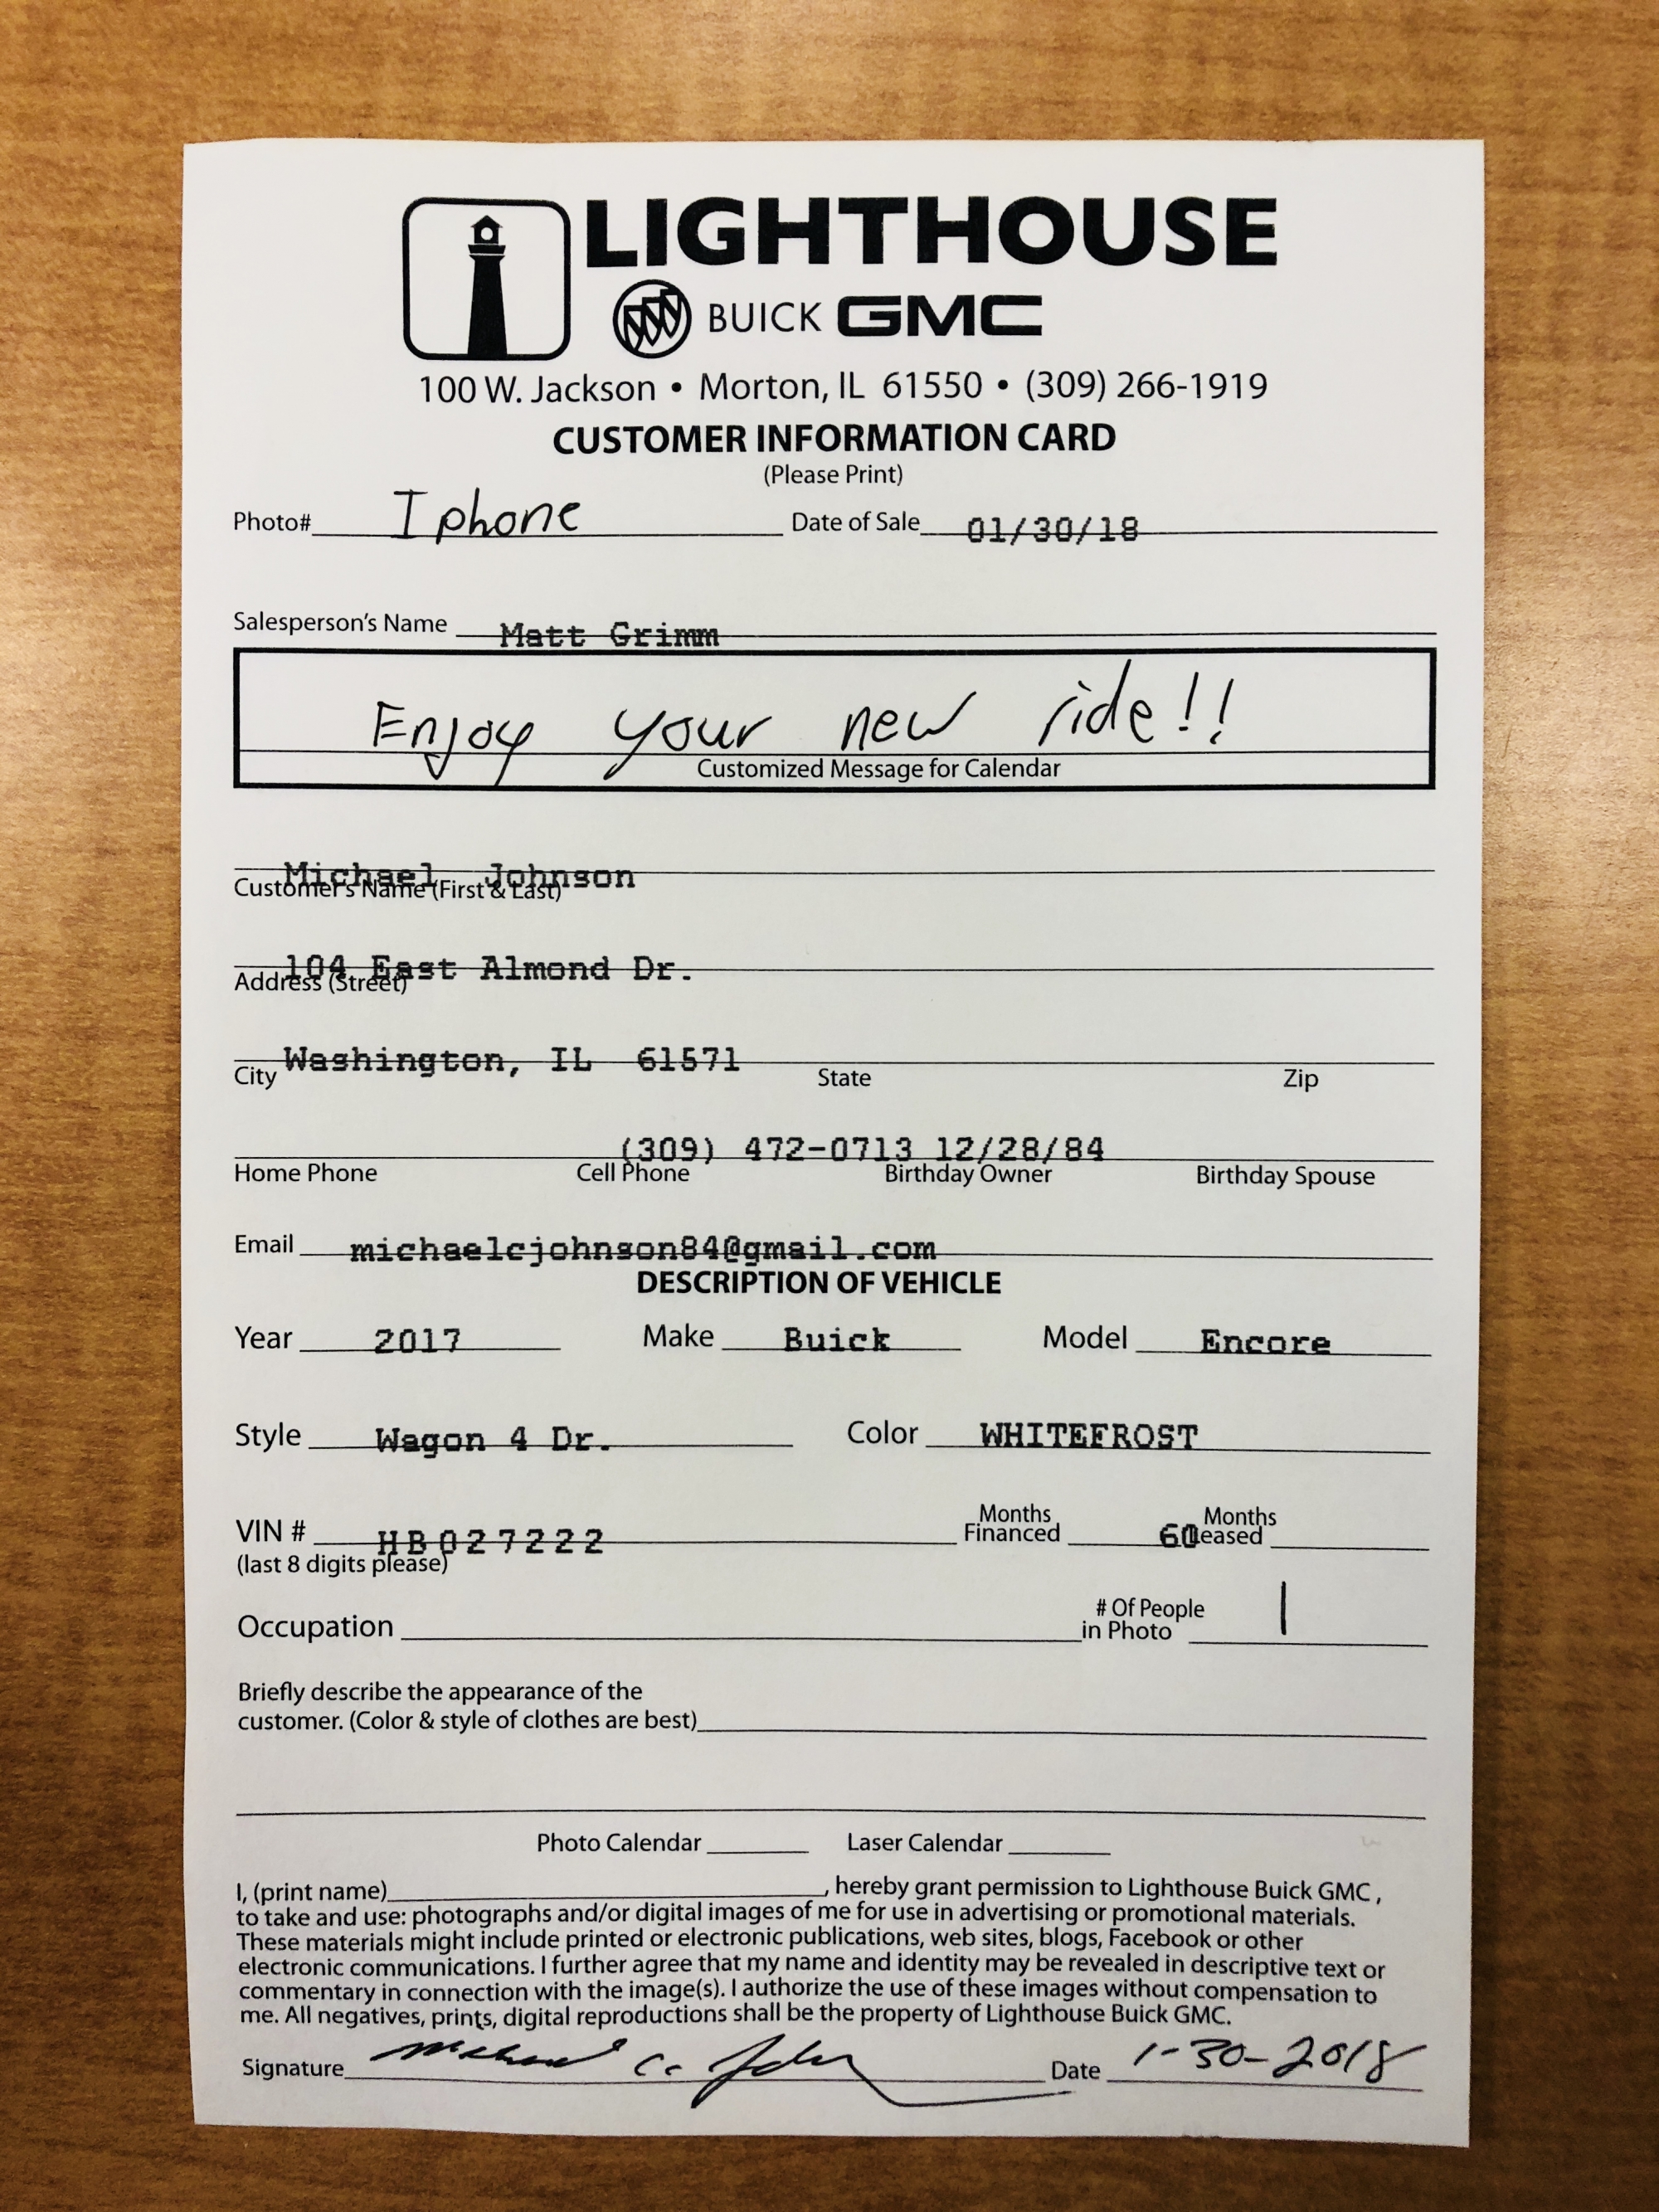 LIGHTHOUSE
BUICK GMC
100 W. Jackson • Morton, IL 61550 • (309) 266-1919
CUSTOMER INFORMATION CARD
(Please Print)
Photo# Iphone Date of Sale 01/30/18
Salesperson's Name Matt Grimm
Enjoy your new ride!!
Customized Message for Calendar
Michael Johnson
Customer's Name (First & Last)
104 East Almond Dr.
Address (Street)
Washington, IL 61571
City State Zip
(309) 472-0713 12/28/84
Home Phone Cell Phone Birthday Owner Birthday Spouse
Email michaelcjohnson84@gmail.com
DESCRIPTION OF VEHICLE
Year 2017 Make Buick Model Encore
Style Wagon 4 Dr. Color WHITEFROST
VIN # HB027222 Months Financed 60 Months Leased
(last 8 digits please)
Occupation # Of People in Photo 1
Briefly describe the appearance of the
customer. (Color & style of clothes are best)
Photo Calendar Laser Calendar
I, (print name) , hereby grant permission to Lighthouse Buick GMC,
to take and use: photographs and/or digital images of me for use in advertising or promotional materials.
These materials might include printed or electronic publications, web sites, blogs, Facebook or other
electronic communications. I further agree that my name and identity may be revealed in descriptive text or
commentary in connection with the image(s). I authorize the use of these images without compensation to
me. All negatives, prints, digital reproductions shall be the property of Lighthouse Buick GMC.
Signature Michael C. Johnson Date 1-30-2018